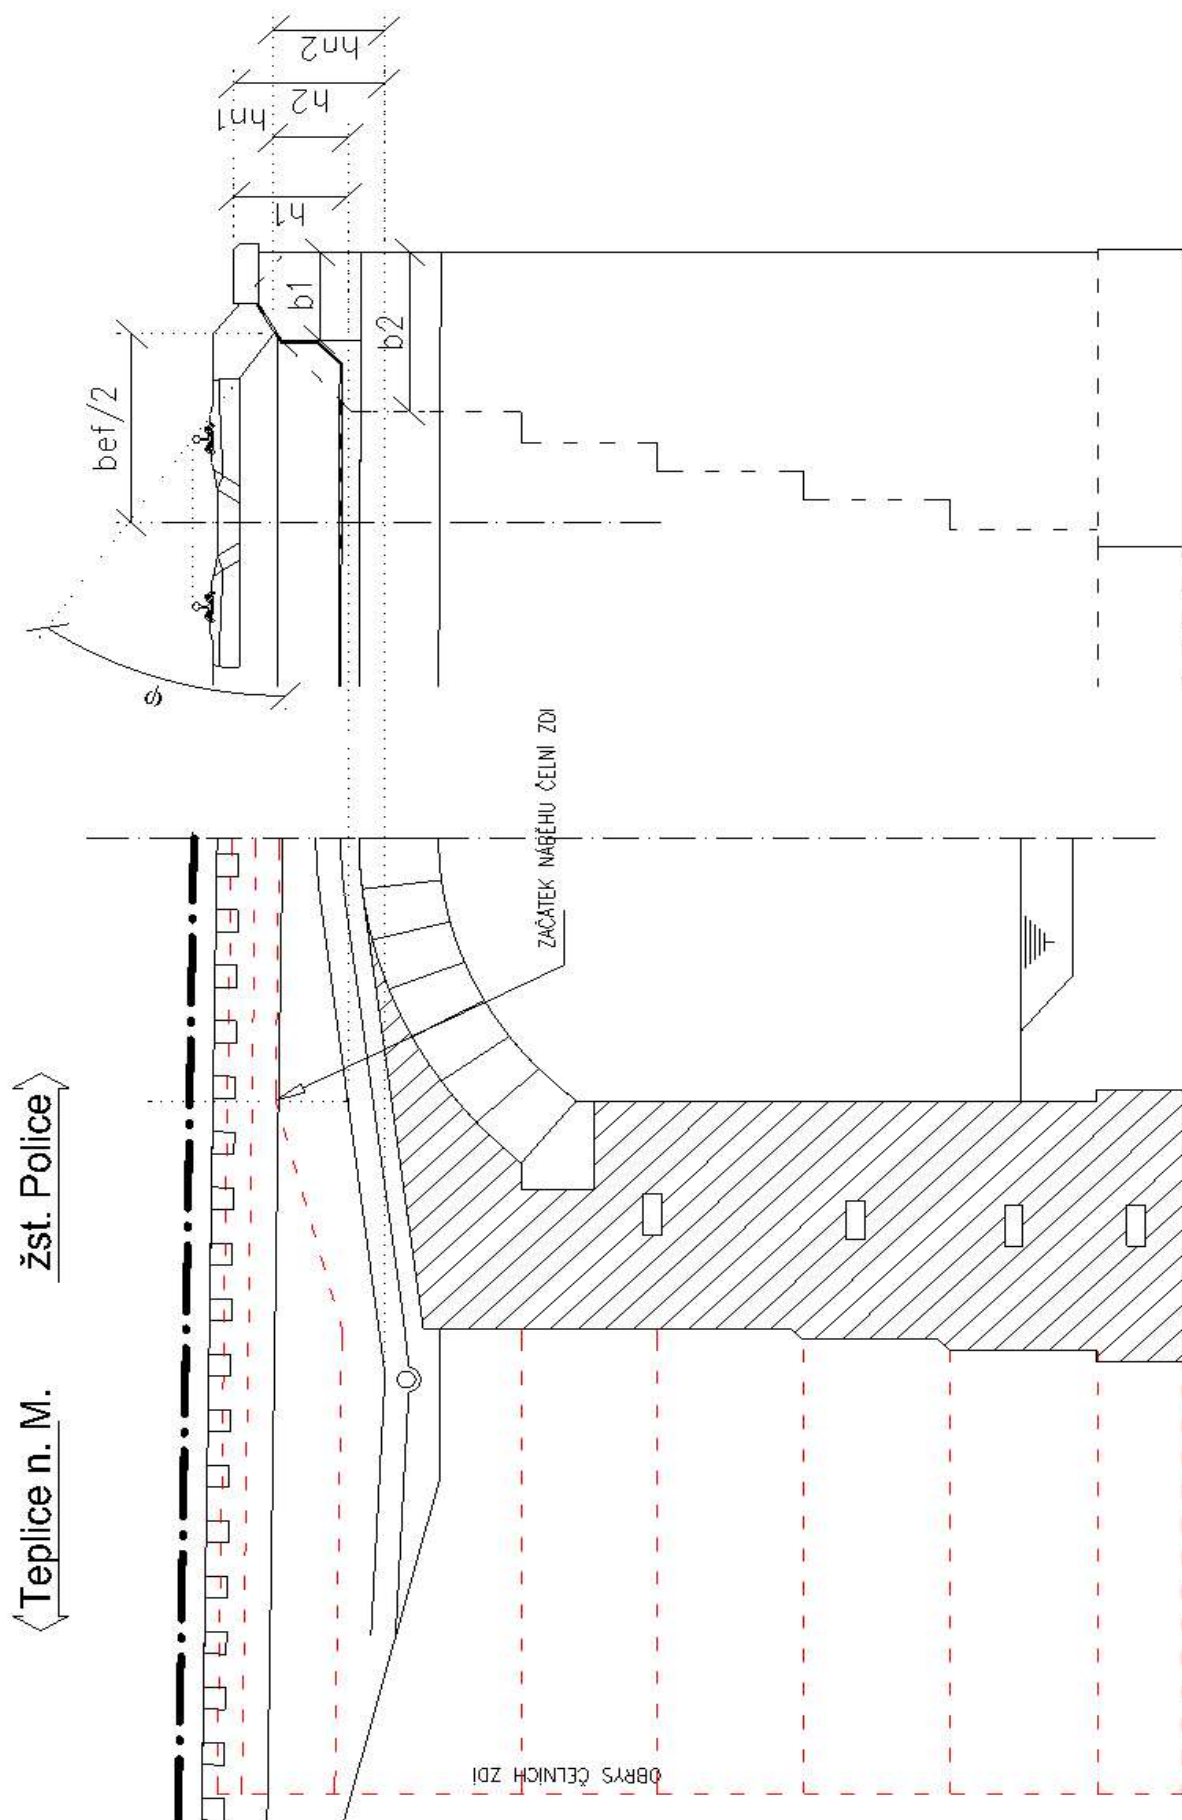 Teplice n. M.
žst. Police
bef/2
φ
h1
hn1
h2
hn2
b1
b2
ZAČÁTEK NÁBĚHU ČELNÍ ZDI
OBRYS ČELNÍCH ZDÍ